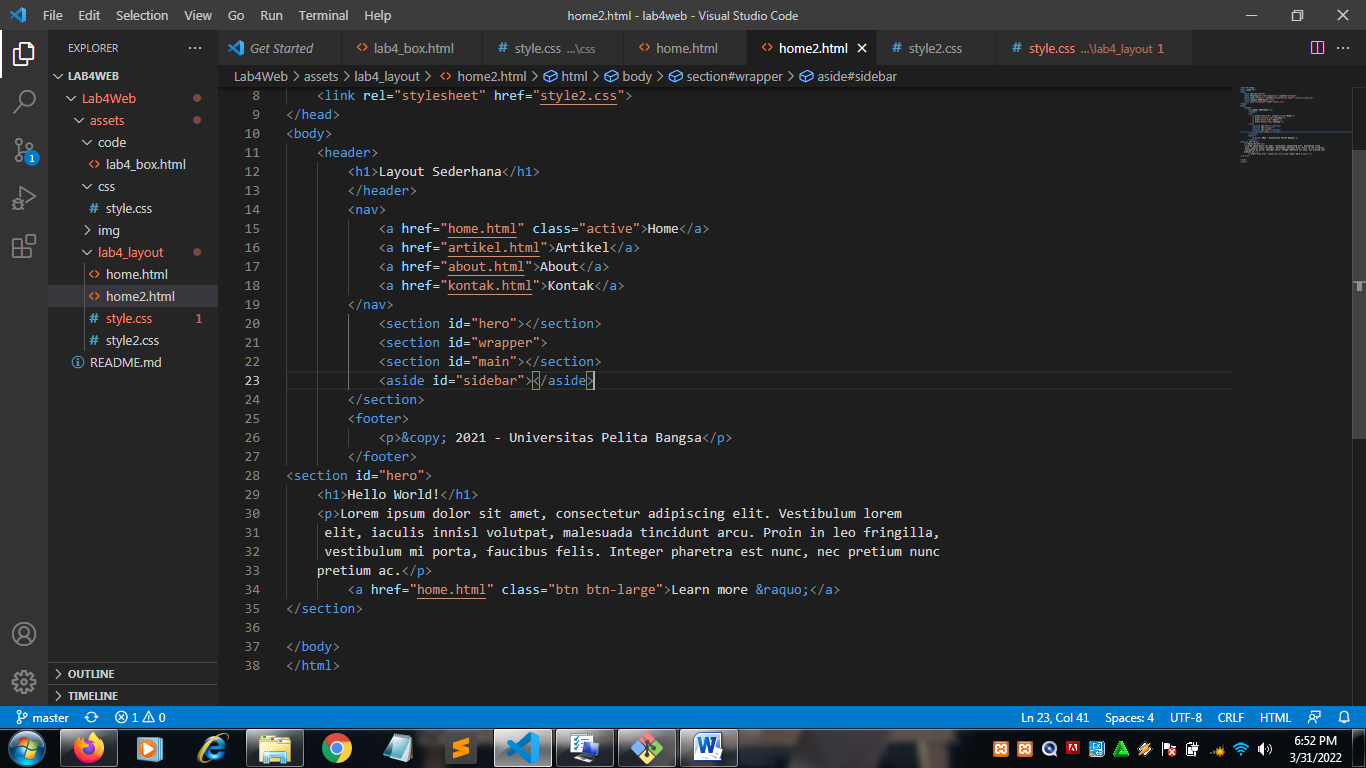 File Edit Selection View Go Run Terminal Help home2.html - lab4web - Visual Studio Code
EXPLORER ...
Get Started lab4_box.html # style.css ...\css home.html home2.html # style2.css # style.css ...\lab4_layout 1 ...
LAB4WEB
Lab4Web
assets
code
lab4_box.html
css
# style.css
img
lab4_layout
home.html
home2.html
# style.css 1
# style2.css
README.md
OUTLINE
TIMELINE
1
Lab4Web > assets > lab4_layout > home2.html > html > body > section#wrapper > aside#sidebar
8 <link rel="stylesheet" href="style2.css">
9 </head>
10 <body>
11 <header>
12 <h1>Layout Sederhana</h1>
13 </header>
14 <nav>
15 <a href="home.html" class="active">Home</a>
16 <a href="artikel.html">Artikel</a>
17 <a href="about.html">About</a>
18 <a href="kontak.html">Kontak</a>
19 </nav>
20 <section id="hero"></section>
21 <section id="wrapper">
22 <section id="main"></section>
23 <aside id="sidebar"></aside>
24 </section>
25 <footer>
26 <p>&copy; 2021 - Universitas Pelita Bangsa</p>
27 </footer>
28 <section id="hero">
29 <h1>Hello World!</h1>
30 <p>Lorem ipsum dolor sit amet, consectetur adipiscing elit. Vestibulum lorem
31 elit, iaculis innisl volutpat, malesuada tincidunt arcu. Proin in leo fringilla,
32 vestibulum mi porta, faucibus felis. Integer pharetra est nunc, nec pretium nunc
33 pretium ac.</p>
34 <a href="home.html" class="btn btn-large">Learn more &raquo;</a>
35 </section>
36
37 </body>
38 </html>
master 1 0 Ln 23, Col 41 Spaces: 4 UTF-8 CRLF HTML
6:52 PM
3/31/2022